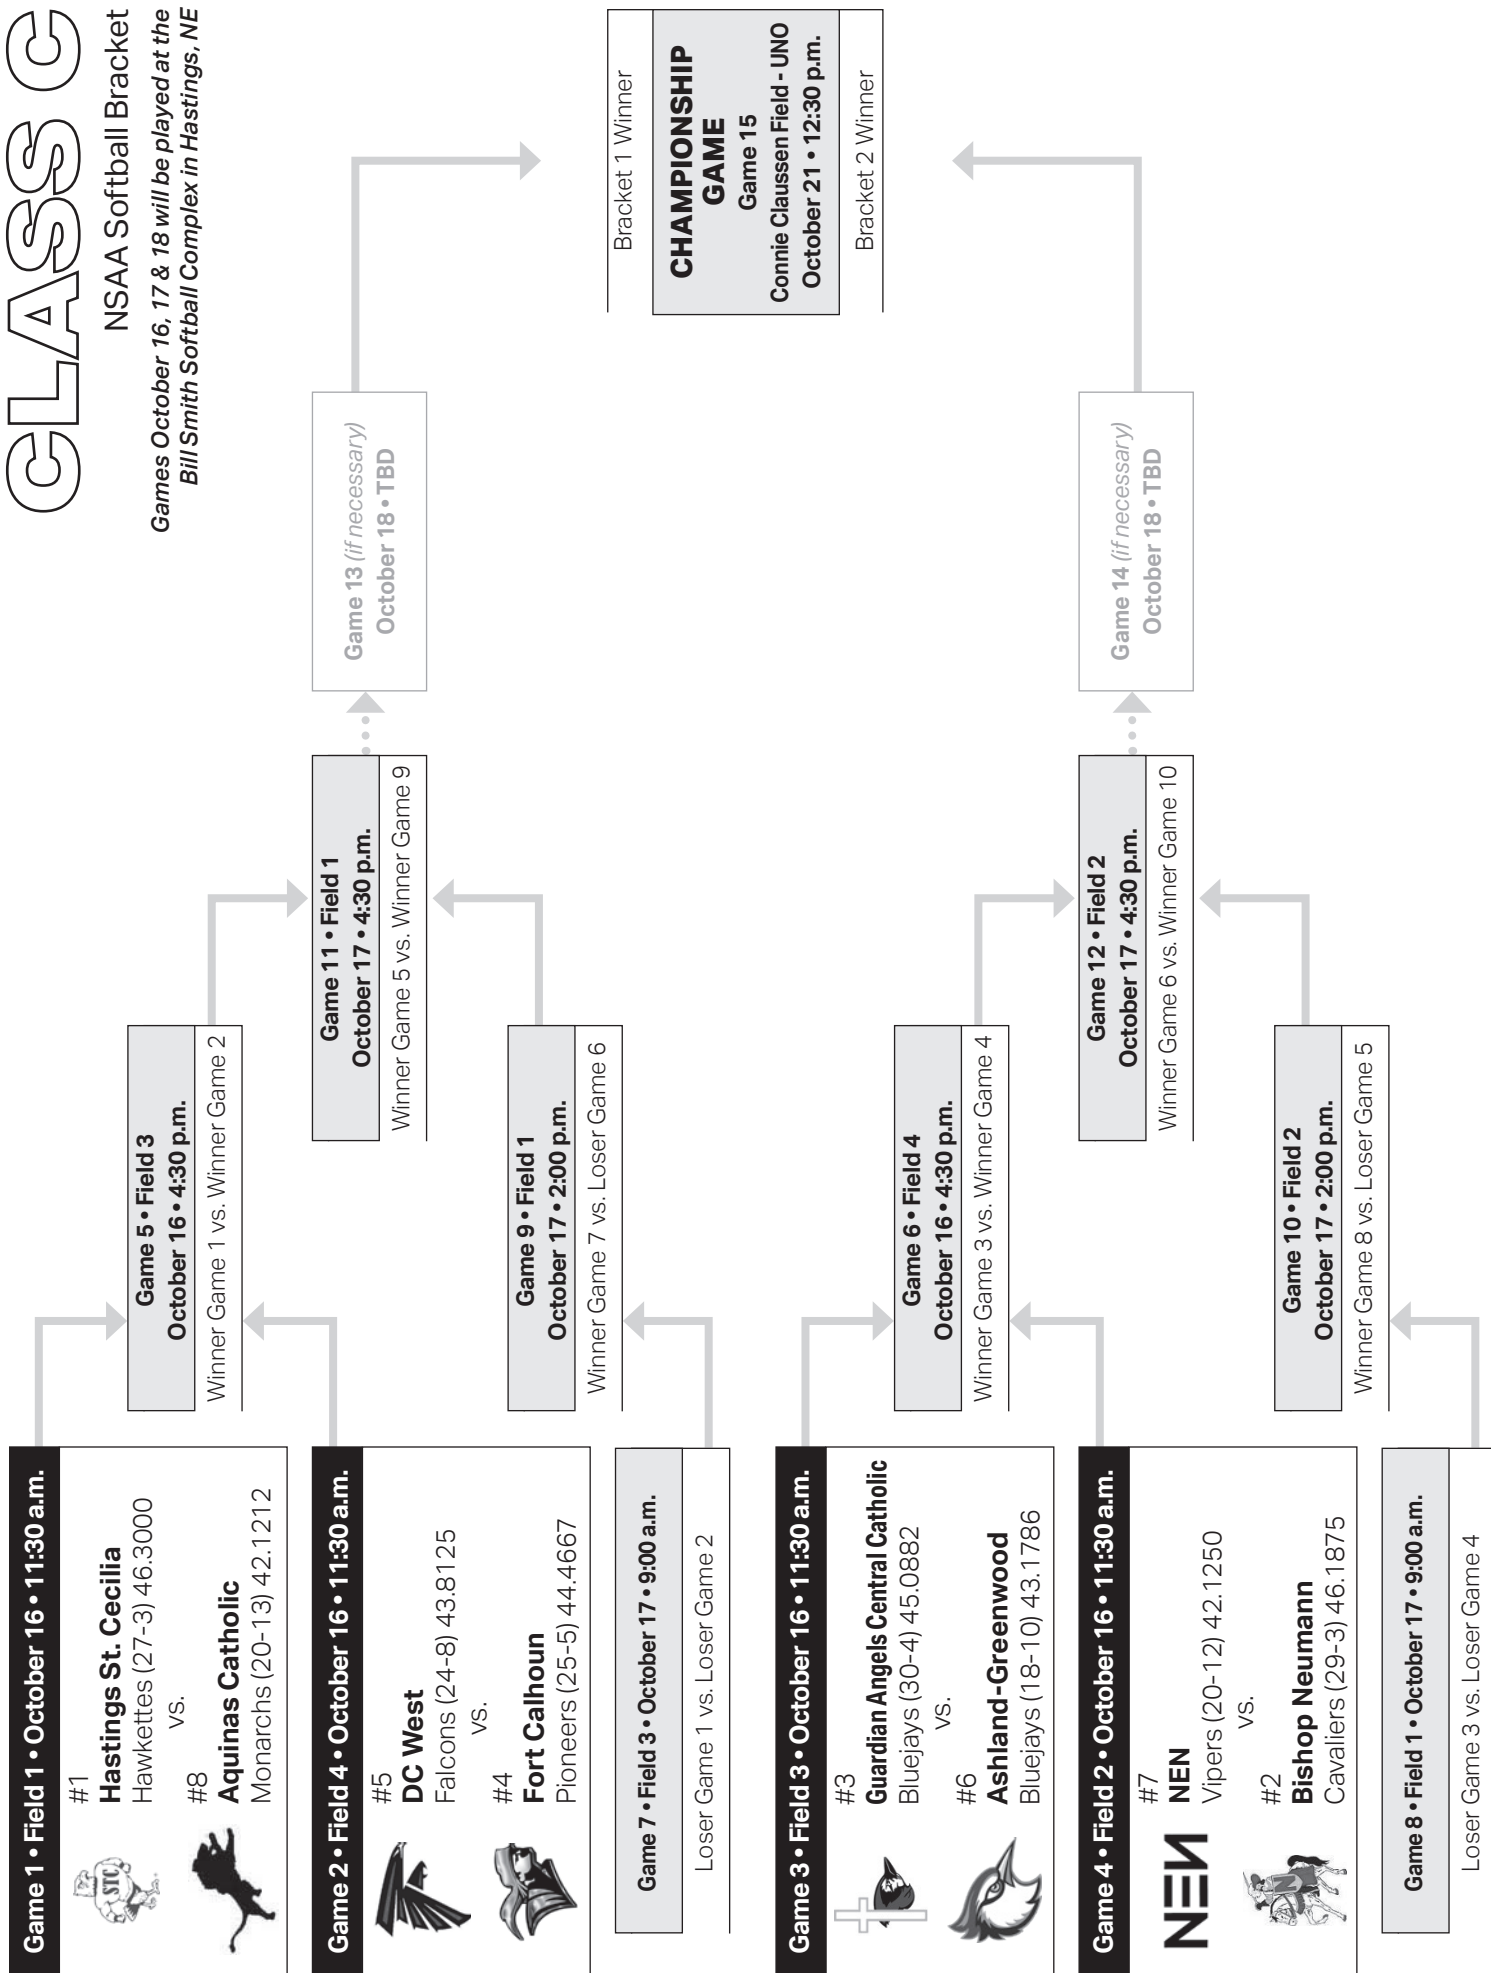 CLASS C
NSAA Softball Bracket
Games October 16, 17 & 18 will be played at the
Bill Smith Softball Complex in Hastings, NE
Game 1 • Field 1 • October 16 • 11:30 a.m.
STC
#1
Hastings St. Cecilia
Hawkettes (27-3) 46.3000
vs.
#8
Aquinas Catholic
Monarchs (20-13) 42.1212
Game 2 • Field 4 • October 16 • 11:30 a.m.
#5
DC West
Falcons (24-8) 43.8125
vs.
#4
Fort Calhoun
Pioneers (25-5) 44.4667
Game 7 • Field 3 • October 17 • 9:00 a.m.
Loser Game 1 vs. Loser Game 2
Game 3 • Field 3 • October 16 • 11:30 a.m.
#3
Guardian Angels Central Catholic
Bluejays (30-4) 45.0882
vs.
#6
Ashland-Greenwood
Bluejays (18-10) 43.1786
Game 4 • Field 2 • October 16 • 11:30 a.m.
NEN
#7
NEN
Vipers (20-12) 42.1250
vs.
N
#2
Bishop Neumann
Cavaliers (29-3) 46.1875
Game 8 • Field 1 • October 17 • 9:00 a.m.
Loser Game 3 vs. Loser Game 4
Game 5 • Field 3
October 16 • 4:30 p.m.
Winner Game 1 vs. Winner Game 2
Game 9 • Field 1
October 17 • 2:00 p.m.
Winner Game 7 vs. Loser Game 6
Game 6 • Field 4
October 16 • 4:30 p.m.
Winner Game 3 vs. Winner Game 4
Game 10 • Field 2
October 17 • 2:00 p.m.
Winner Game 8 vs. Loser Game 5
Game 11 • Field 1
October 17 • 4:30 p.m.
Winner Game 5 vs. Winner Game 9
Game 12 • Field 2
October 17 • 4:30 p.m.
Winner Game 6 vs. Winner Game 10
Game 13 (if necessary)
October 18 • TBD
Game 14 (if necessary)
October 18 • TBD
Bracket 1 Winner
CHAMPIONSHIP
GAME
Game 15
Connie Claussen Field - UNO
October 21 • 12:30 p.m.
Bracket 2 Winner